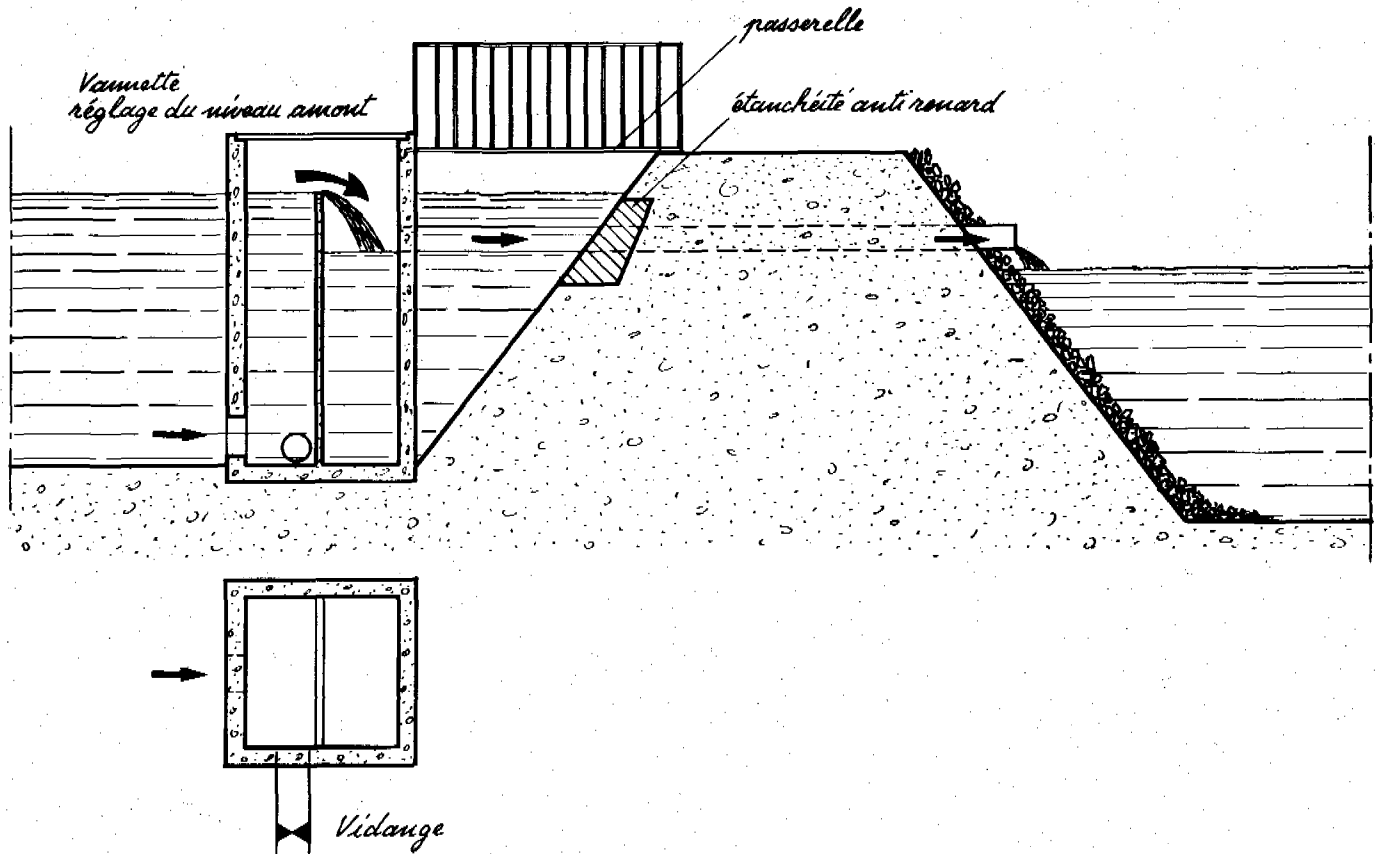 passerelle
Vannette
réglage du niveau amont
étanchéité anti renard
Vidange